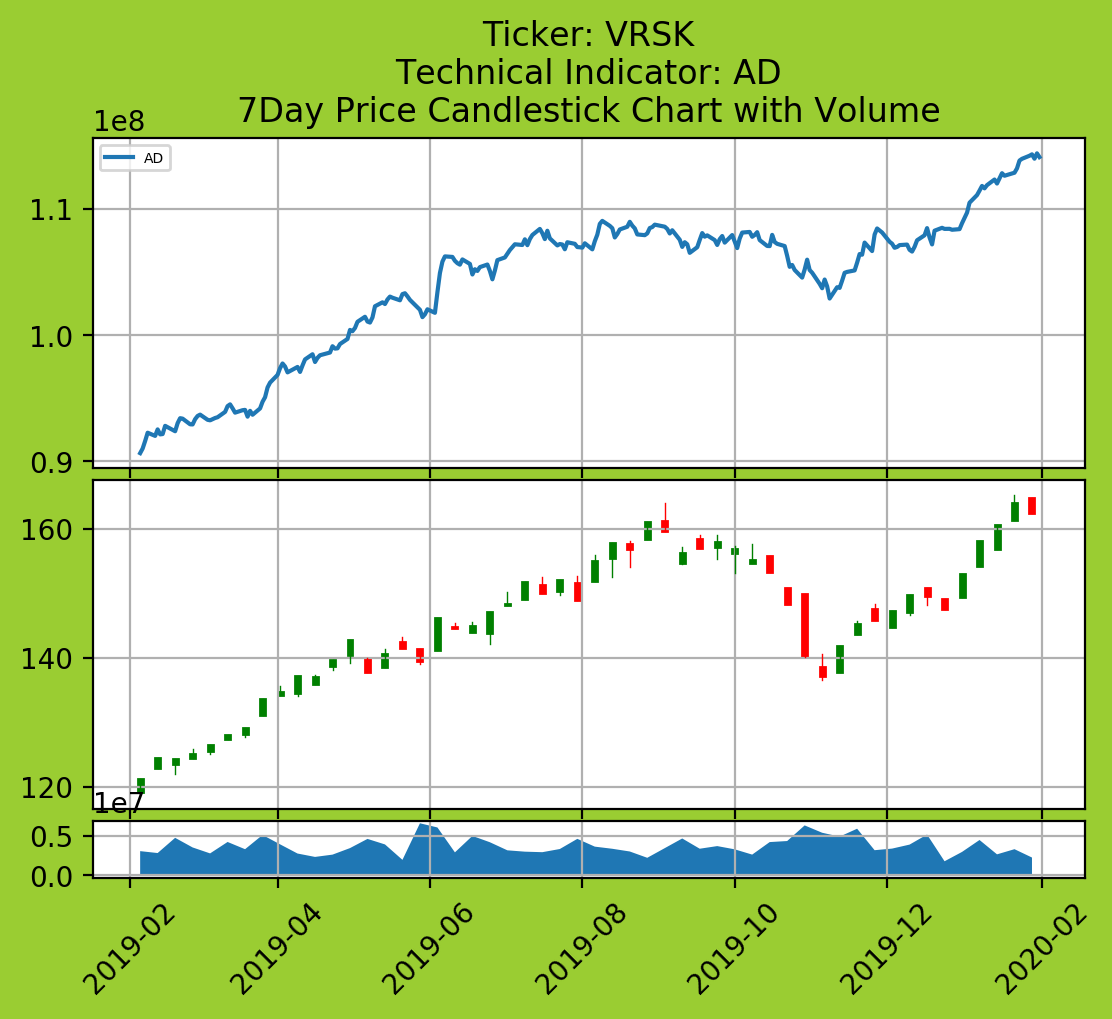 Ticker: VRSK
Technical Indicator: AD
7Day Price Candlestick Chart with Volume
1e8
AD
1.1
1.0
0.9
160
140
120
1e7
0.5
0.0
2019-02
2019-04
2019-06
2019-08
2019-10
2019-12
2020-02